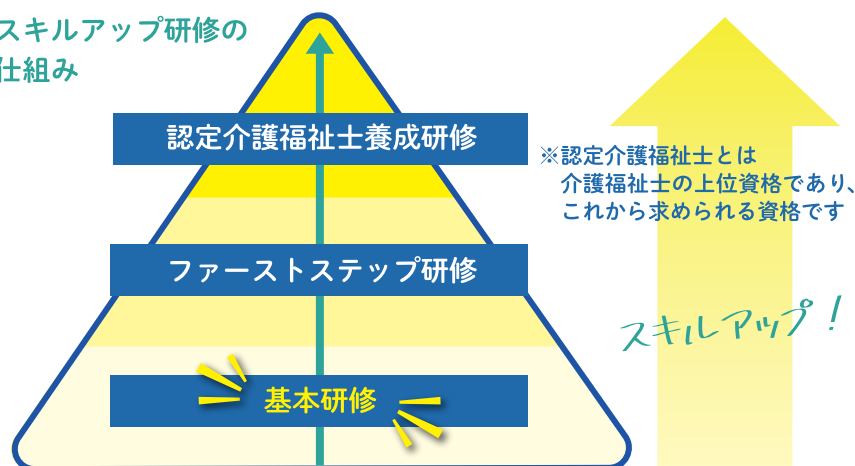 スキルアップ研修の
仕組み
認定介護福祉士養成研修
※認定介護福祉士とは
介護福祉士の上位資格であり、
これから求められる資格です
ファーストステップ研修
スキルアップ！
基本研修